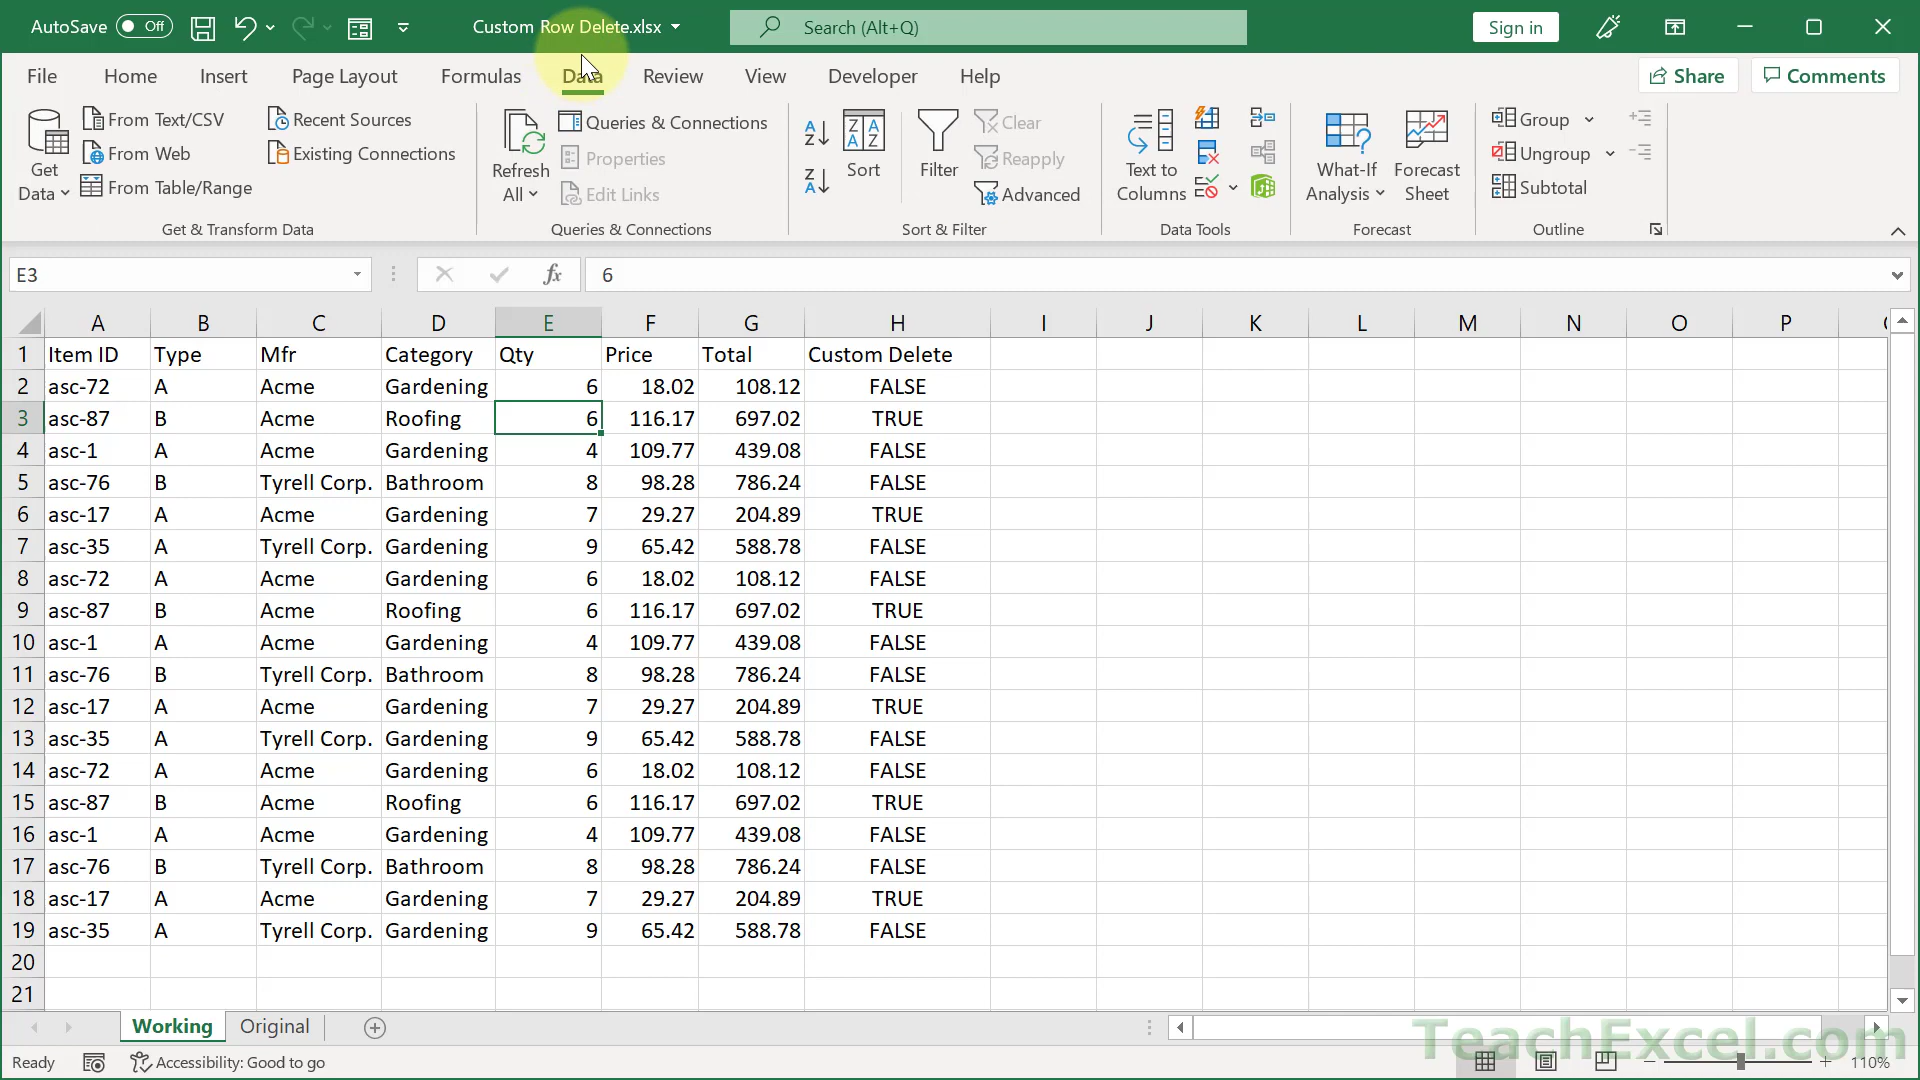 AutoSave Off Custom Row Delete.xlsx Search (Alt+Q) Sign in
File Home Insert Page Layout Formulas Data Review View Developer Help Share Comments
Get Data From Text/CSV From Web From Table/Range Recent Sources Existing Connections
Refresh All Queries & Connections Properties Edit Links
Sort Filter Clear Reapply Advanced
Text to Columns What-If Analysis Forecast Sheet Group Ungroup Subtotal
Get & Transform Data Queries & Connections Sort & Filter Data Tools Forecast Outline
E3 fx 6
A B C D E F G H I J K L M N O P
1 Item ID Type Mfr Category Qty Price Total Custom Delete
2 asc-72 A Acme Gardening 6 18.02 108.12 FALSE
3 asc-87 B Acme Roofing 6 116.17 697.02 TRUE
4 asc-1 A Acme Gardening 4 109.77 439.08 FALSE
5 asc-76 B Tyrell Corp. Bathroom 8 98.28 786.24 FALSE
6 asc-17 A Acme Gardening 7 29.27 204.89 TRUE
7 asc-35 A Tyrell Corp. Gardening 9 65.42 588.78 FALSE
8 asc-72 A Acme Gardening 6 18.02 108.12 FALSE
9 asc-87 B Acme Roofing 6 116.17 697.02 TRUE
10 asc-1 A Acme Gardening 4 109.77 439.08 FALSE
11 asc-76 B Tyrell Corp. Bathroom 8 98.28 786.24 FALSE
12 asc-17 A Acme Gardening 7 29.27 204.89 TRUE
13 asc-35 A Tyrell Corp. Gardening 9 65.42 588.78 FALSE
14 asc-72 A Acme Gardening 6 18.02 108.12 FALSE
15 asc-87 B Acme Roofing 6 116.17 697.02 TRUE
16 asc-1 A Acme Gardening 4 109.77 439.08 FALSE
17 asc-76 B Tyrell Corp. Bathroom 8 98.28 786.24 FALSE
18 asc-17 A Acme Gardening 7 29.27 204.89 TRUE
19 asc-35 A Tyrell Corp. Gardening 9 65.42 588.78 FALSE
20
21
Working Original
TeachExcel.com
Ready Accessibility: Good to go 110%